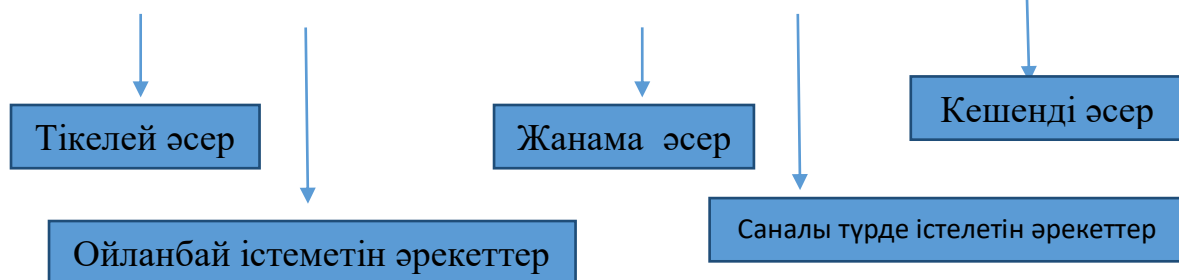 Тікелей әсер
Жанама әсер
Кешенді әсер
Ойланбай істеметін әрекеттер
Саналы түрде істелетін әрекеттер